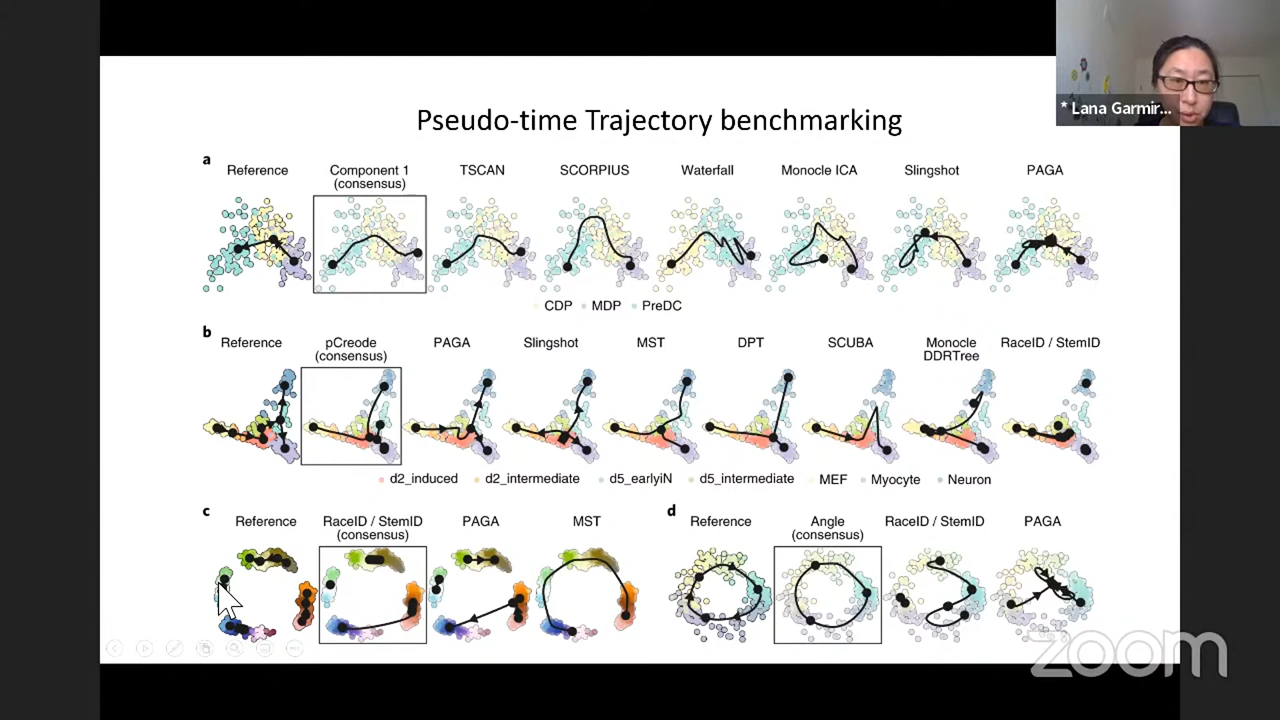 * Lana Garmir...
Pseudo-time Trajectory benchmarking
a
Reference Component 1 TSCAN SCORPIUS Waterfall Monocle ICA Slingshot PAGA
(consensus)
CDP MDP PreDC
b
Reference pCreode PAGA Slingshot MST DPT SCUBA Monocle RaceID / StemID
(consensus) DDRTree
d2_induced d2_intermediate d5_earlyiN d5_intermediate MEF Myocyte Neuron
c
Reference RaceID / StemID PAGA MST
(consensus)
d
Reference Angle RaceID / StemID PAGA
(consensus)
zoom